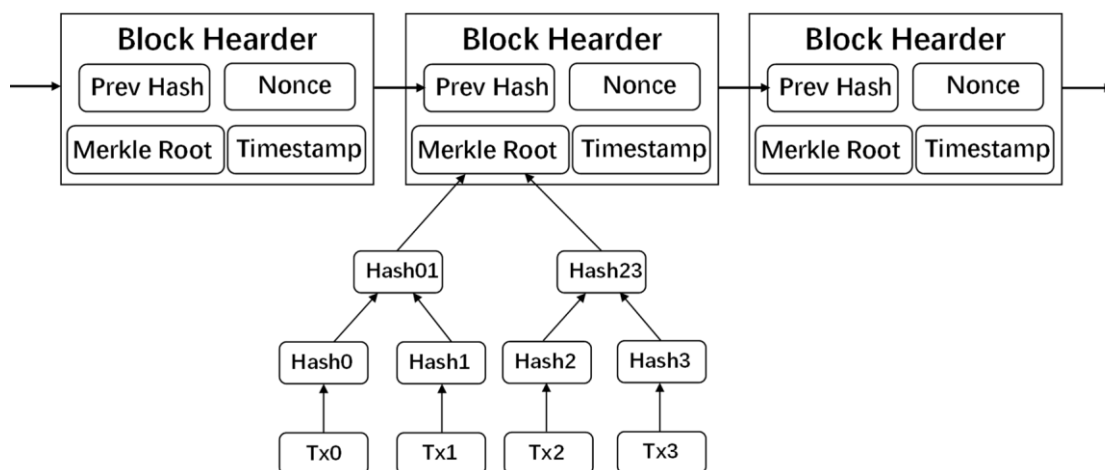 Block Hearder
Prev Hash
Nonce
Merkle Root
Timestamp
Block Hearder
Prev Hash
Nonce
Merkle Root
Timestamp
Block Hearder
Prev Hash
Nonce
Merkle Root
Timestamp
Hash01
Hash23
Hash0
Hash1
Hash2
Hash3
Tx0
Tx1
Tx2
Tx3